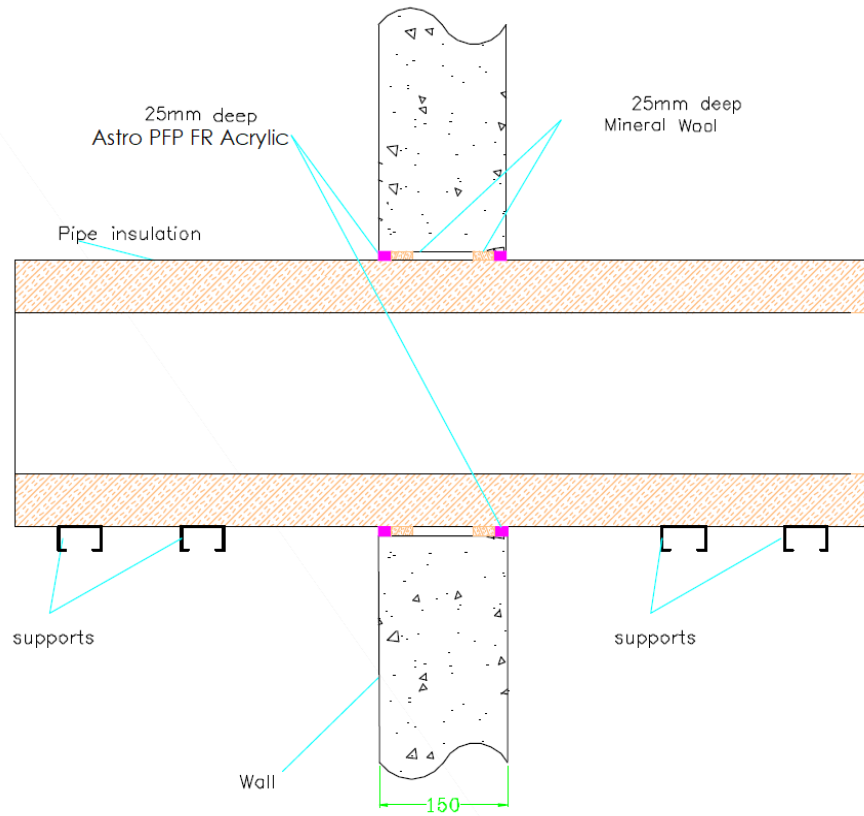 25mm deep
Astro PFP FR Acrylic
25mm deep
Mineral Wool
Pipe insulation
supports
supports
Wall
150